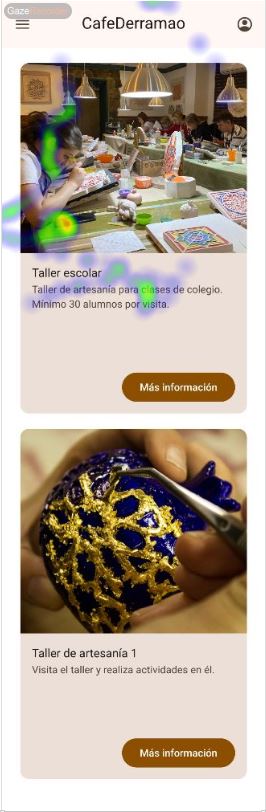 GazeRecorder
CafeDerramao
Taller escolar
Taller de artesanía para clases de colegio.
Mínimo 30 alumnos por visita.
Más información
Taller de artesanía 1
Visita el taller y realiza actividades en él.
Más información